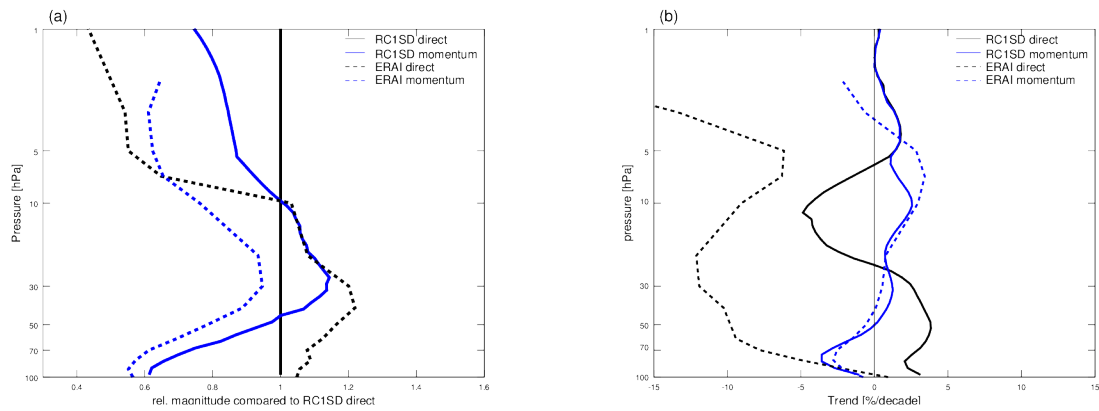 (a)
1
5
10
30
50
70
100
Pressure [hPa]
RC1SD direct
RC1SD momentum
ERAI direct
ERAI momentum
0.4 0.6 0.8 1 1.2 1.4 1.6
rel. magnittude compared to RC1SD direct
(b)
1
5
10
30
50
70
100
pressure [hPa]
RC1SD direct
RC1SD momentum
ERAI direct
ERAI momentum
-15 -10 -5 0 5 10 15
Trend [%/decade]